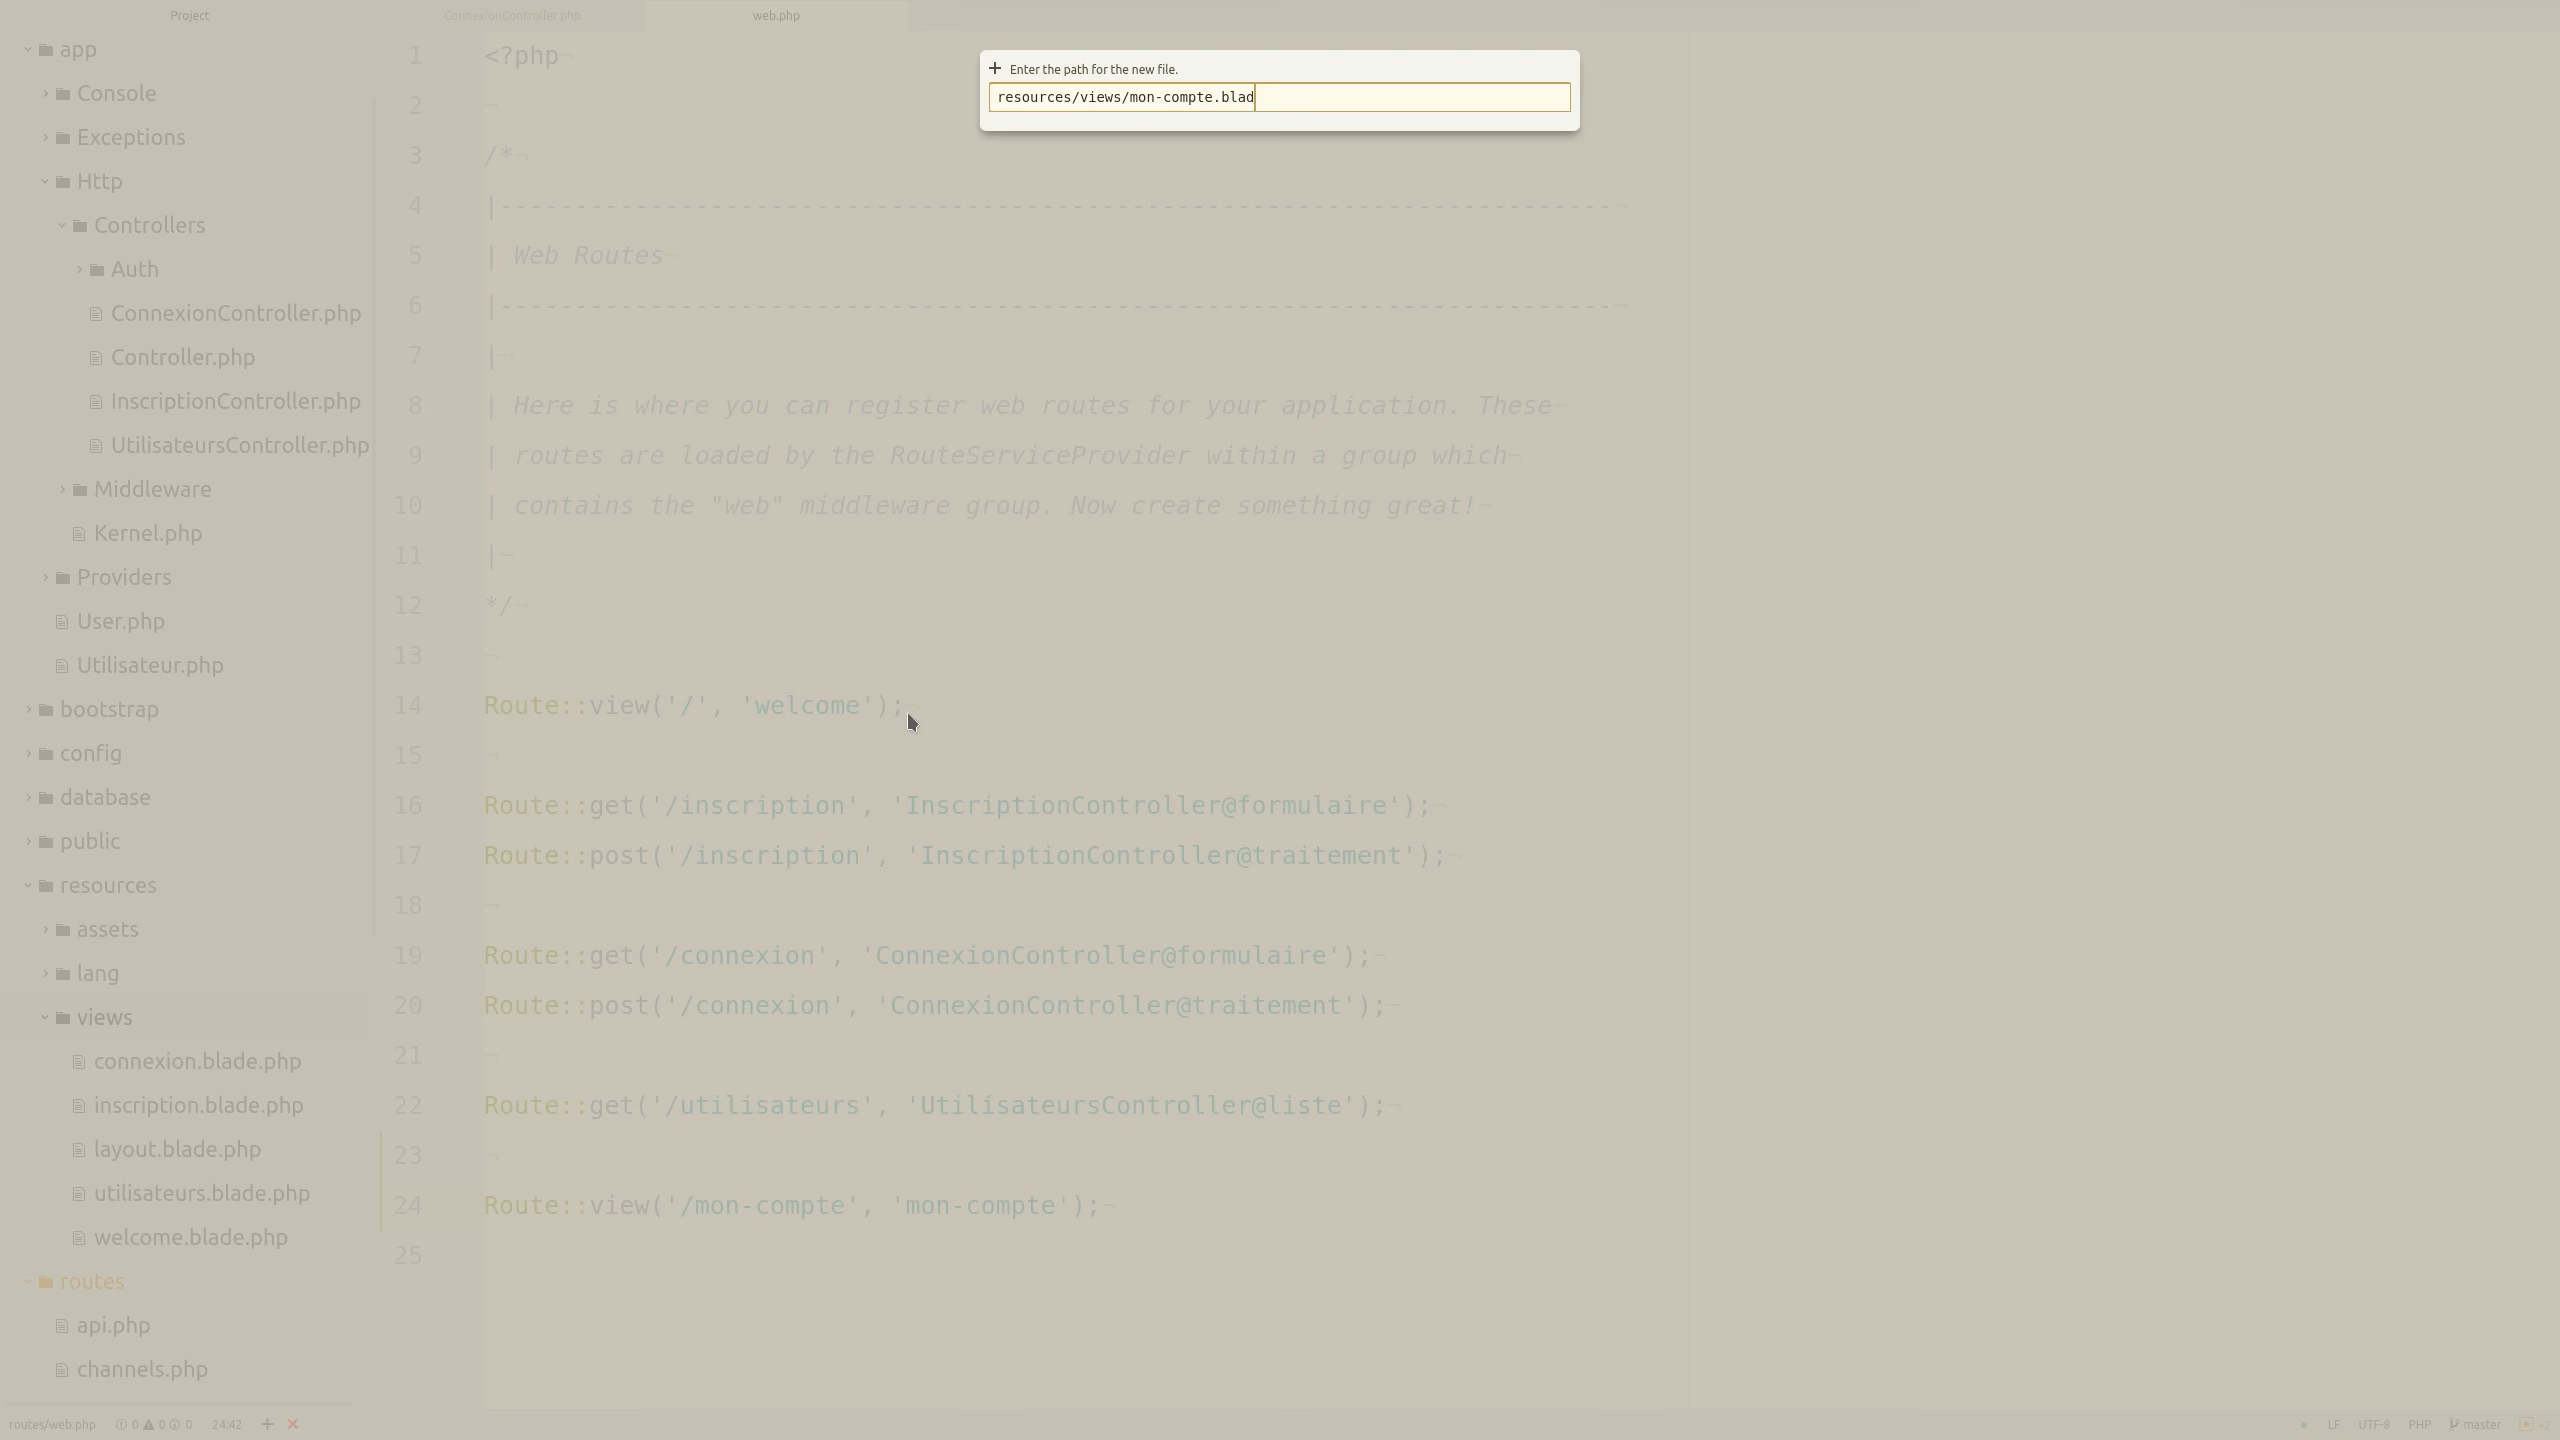 Project
ConnexionController.php
web.php
Enter the path for the new file.
resources/views/mon-compte.blad
app
Console
Exceptions
Http
Controllers
Auth
ConnexionController.php
Controller.php
InscriptionController.php
UtilisateursController.php
Middleware
Kernel.php
Providers
User.php
Utilisateur.php
bootstrap
config
database
public
resources
assets
lang
views
connexion.blade.php
inscription.blade.php
layout.blade.php
utilisateurs.blade.php
welcome.blade.php
routes
api.php
channels.php
1 <?php¬
2 ¬
3 /*¬
4 |--------------------------------------------------------------------------¬
5 | Web Routes¬
6 |--------------------------------------------------------------------------¬
7 |¬
8 | Here is where you can register web routes for your application. These¬
9 | routes are loaded by the RouteServiceProvider within a group which¬
10 | contains the "web" middleware group. Now create something great!¬
11 |¬
12 */¬
13 ¬
14 Route::view('/', 'welcome');¬
15 ¬
16 Route::get('/inscription', 'InscriptionController@formulaire');¬
17 Route::post('/inscription', 'InscriptionController@traitement');¬
18 ¬
19 Route::get('/connexion', 'ConnexionController@formulaire');¬
20 Route::post('/connexion', 'ConnexionController@traitement');¬
21 ¬
22 Route::get('/utilisateurs', 'UtilisateursController@liste');¬
23 ¬
24 Route::view('/mon-compte', 'mon-compte');¬
25
routes/web.php 0 0 0 24:42 LF UTF-8 PHP master